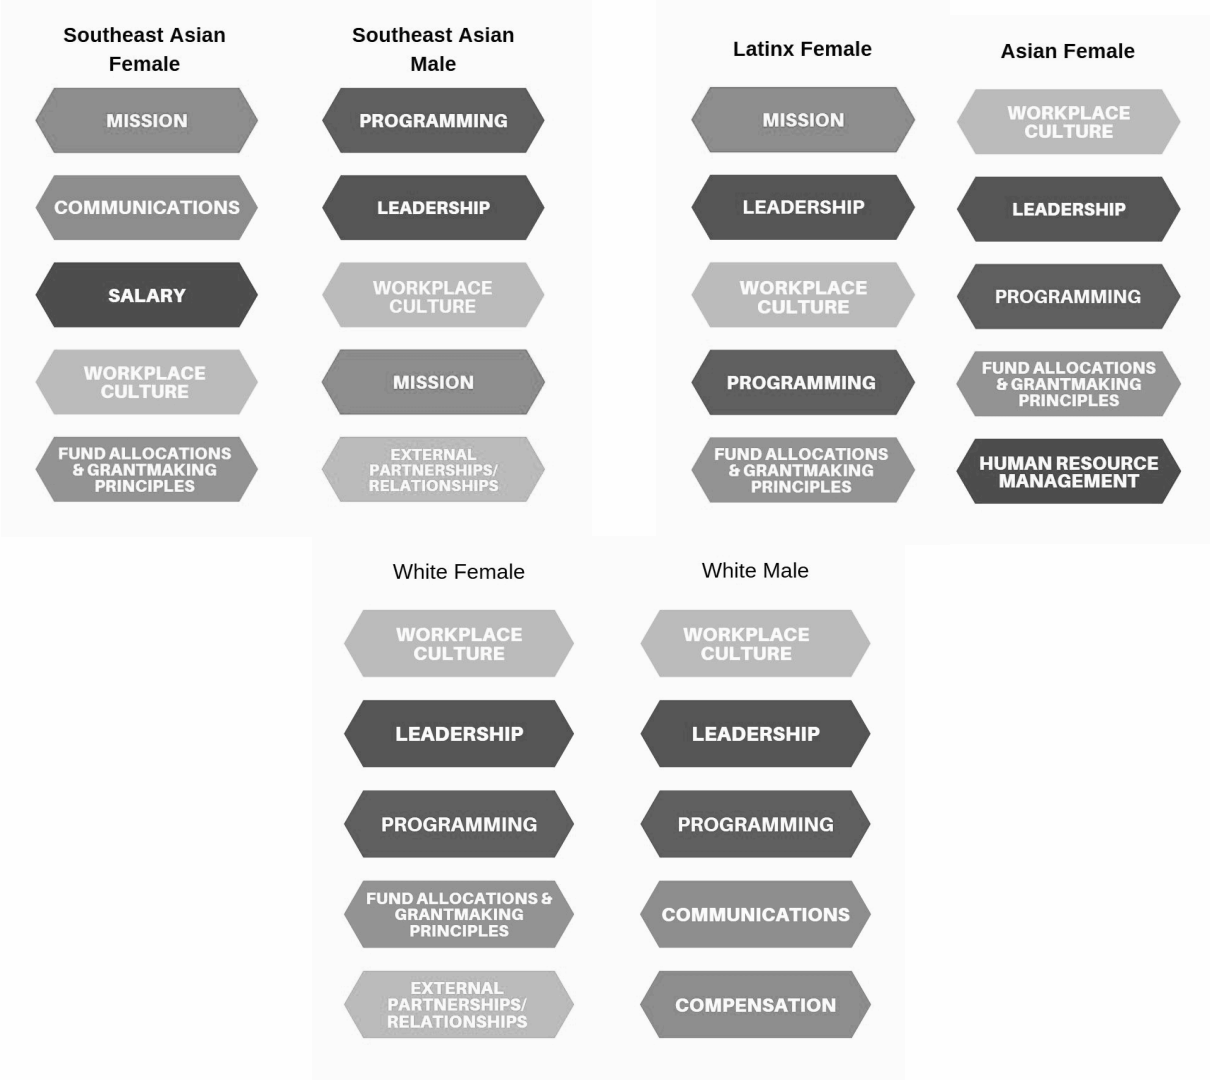 Southeast Asian
Female
MISSION
COMMUNICATIONS
SALARY
WORKPLACE
CULTURE
FUND ALLOCATIONS
& GRANTMAKING
PRINCIPLES
Southeast Asian
Male
PROGRAMMING
LEADERSHIP
WORKPLACE
CULTURE
MISSION
EXTERNAL
PARTNERSHIPS/
RELATIONSHIPS
Latinx Female
MISSION
LEADERSHIP
WORKPLACE
CULTURE
PROGRAMMING
FUND ALLOCATIONS
& GRANTMAKING
PRINCIPLES
Asian Female
WORKPLACE
CULTURE
LEADERSHIP
PROGRAMMING
FUND ALLOCATIONS
& GRANTMAKING
PRINCIPLES
HUMAN RESOURCE
MANAGEMENT
White Female
WORKPLACE
CULTURE
LEADERSHIP
PROGRAMMING
FUND ALLOCATIONS &
GRANTMAKING
PRINCIPLES
EXTERNAL
PARTNERSHIPS/
RELATIONSHIPS
White Male
WORKPLACE
CULTURE
LEADERSHIP
PROGRAMMING
COMMUNICATIONS
COMPENSATION